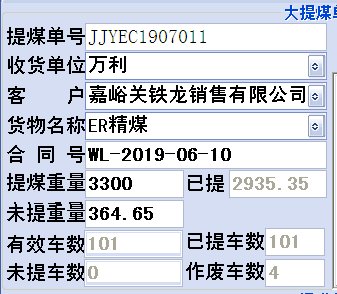 大提煤单
提煤单号 JJYEC1907011
收货单位 万利
客 户 嘉峪关铁龙销售有限公司
货物名称 ER精煤
合 同 号 WL-2019-06-10
提煤重量 3300 已提 2935.35
未提重量 364.65
有效车数 101 已提车数 101
未提车数 0 作废车数 4